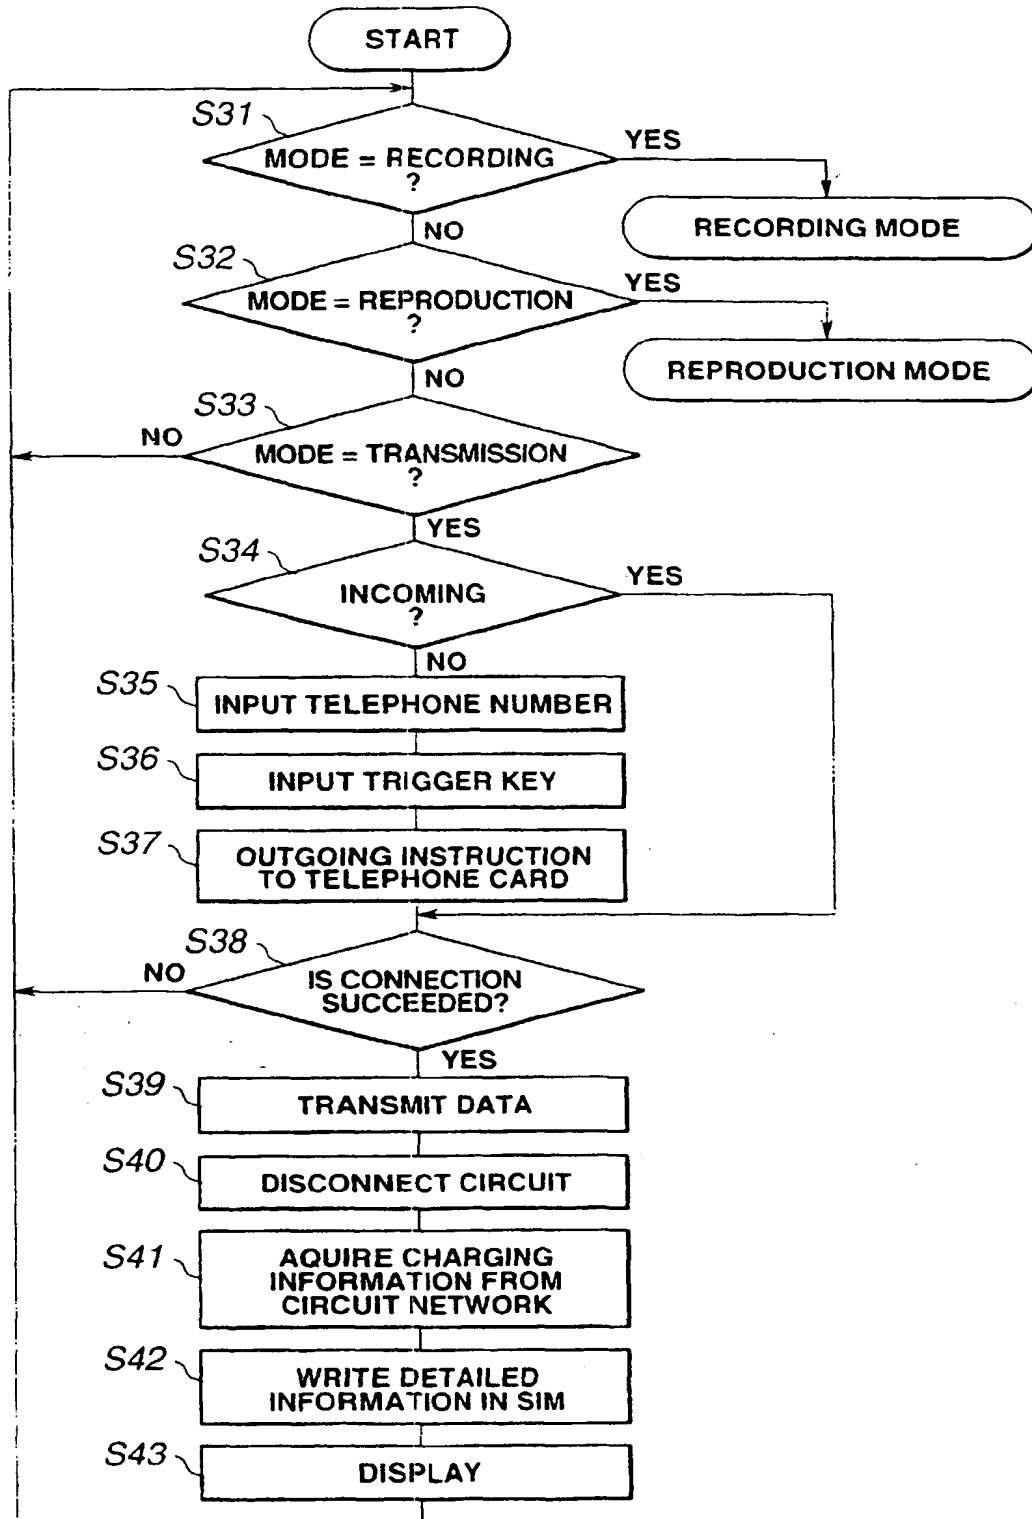 START
S31
MODE = RECORDING
?
YES
RECORDING MODE
NO
S32
MODE = REPRODUCTION
?
YES
REPRODUCTION MODE
NO
S33
NO
MODE = TRANSMISSION
?
YES
S34
INCOMING
?
YES
NO
S35
INPUT TELEPHONE NUMBER
S36
INPUT TRIGGER KEY
S37
OUTGOING INSTRUCTION
TO TELEPHONE CARD
S38
NO
IS CONNECTION
SUCCEEDED?
YES
S39
TRANSMIT DATA
S40
DISCONNECT CIRCUIT
S41
AQUIRE CHARGING
INFORMATION FROM
CIRCUIT NETWORK
S42
WRITE DETAILED
INFORMATION IN SIM
S43
DISPLAY